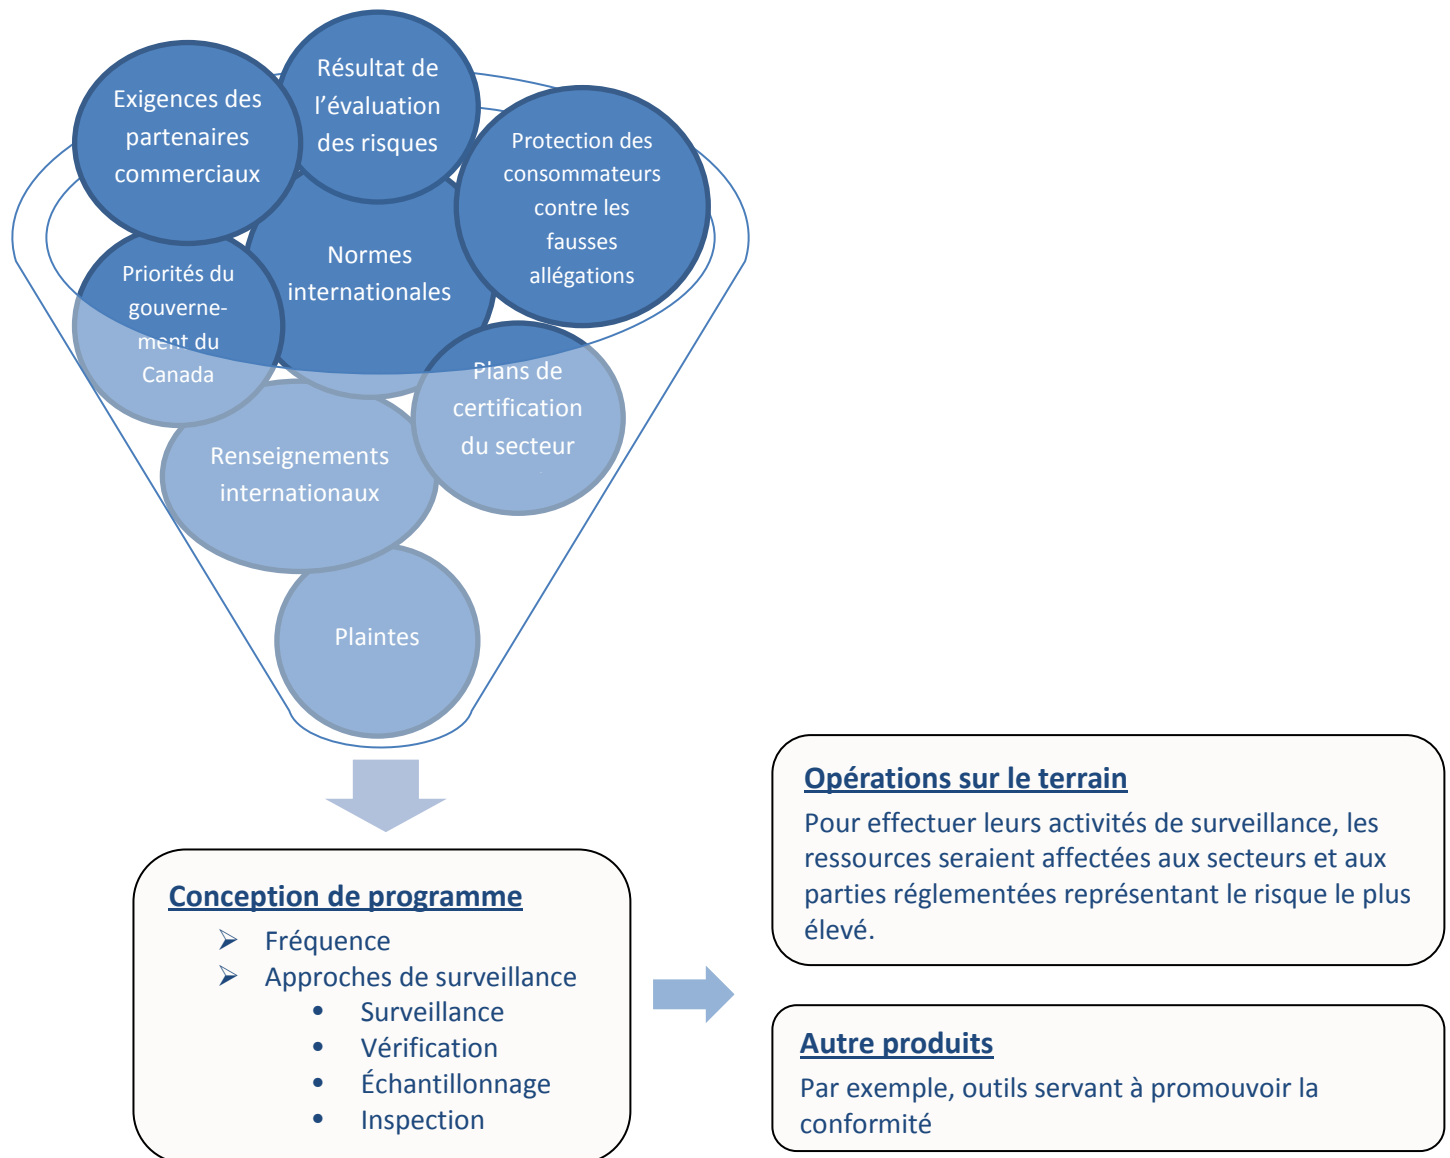 Exigences des
partenaires
commerciaux
Résultat de
l’évaluation
des risques
Protection des
consommateurs
contre les
fausses
allégations
Normes
internationales
Priorités du
gouverne-
ment du
Canada
Plans de
certification
du secteur
Renseignements
internationaux
Plaintes
Conception de programme
➢ Fréquence
➢ Approches de surveillance
• Surveillance
• Vérification
• Échantillonnage
• Inspection
Opérations sur le terrain
Pour effectuer leurs activités de surveillance, les
ressources seraient affectées aux secteurs et aux
parties réglementées représentant le risque le plus
élevé.
Autre produits
Par exemple, outils servant à promouvoir la
conformité